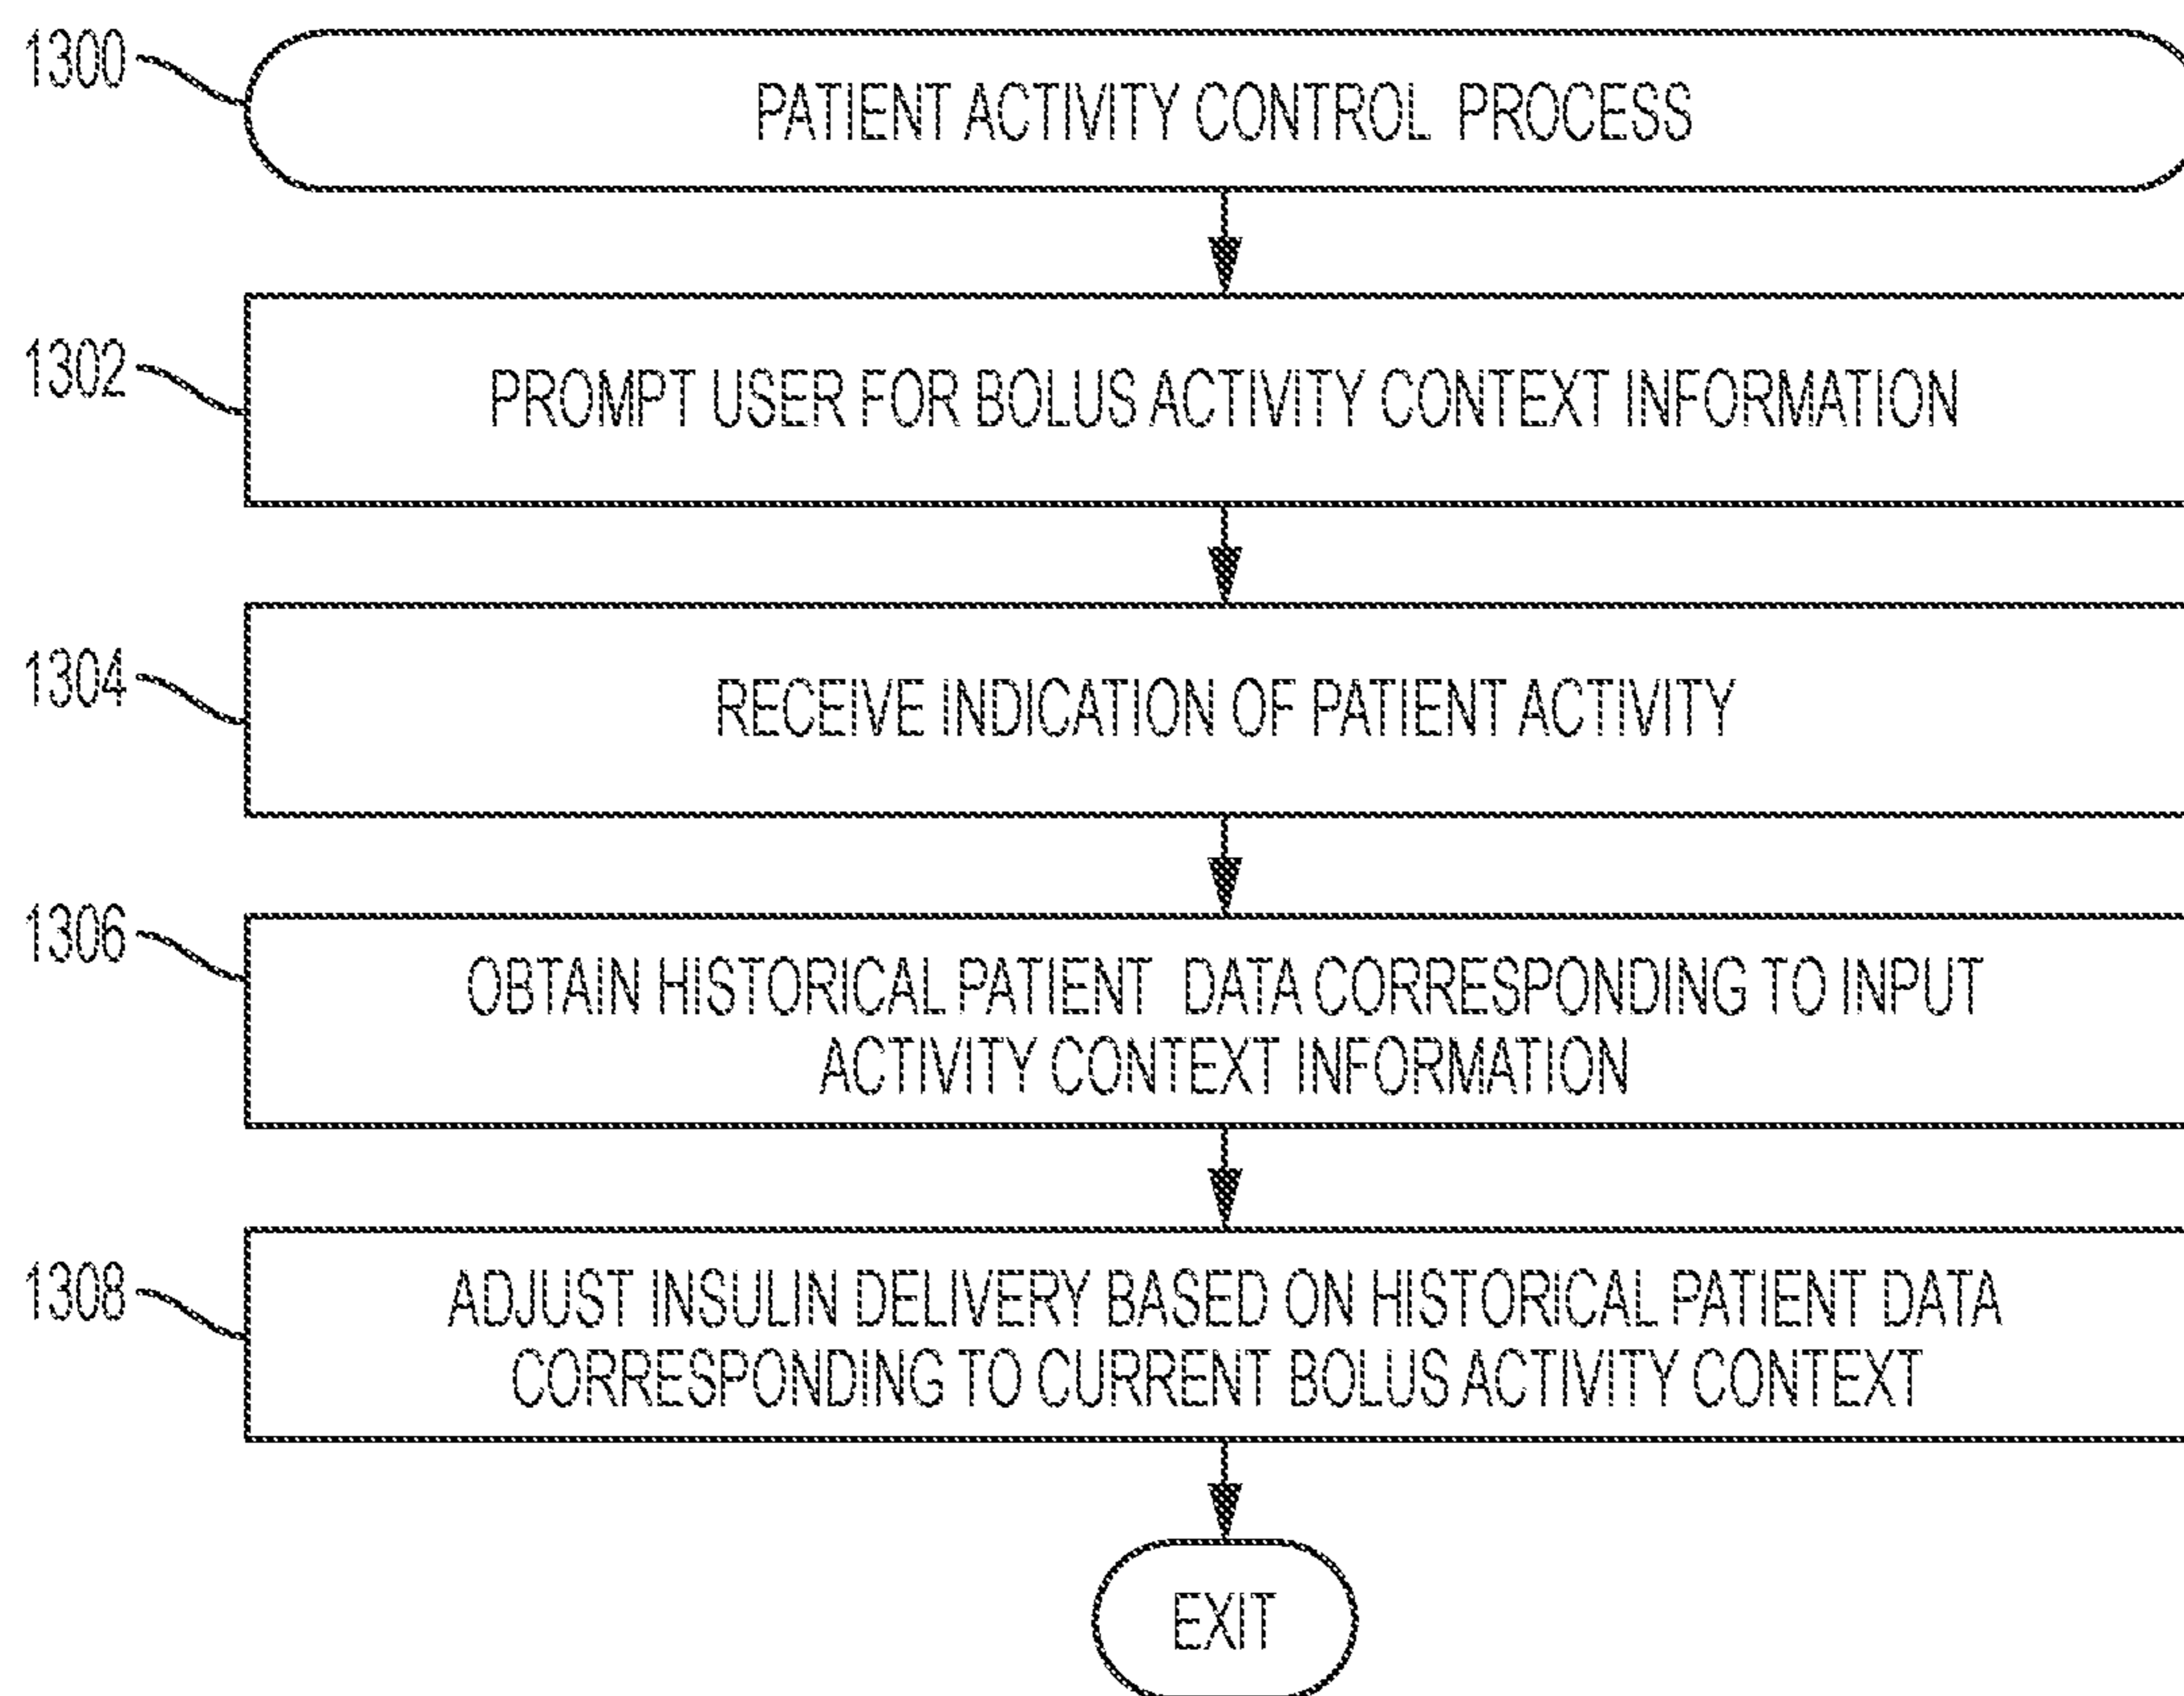 1300
PATIENT ACTIVITY CONTROL PROCESS
1302
PROMPT USER FOR BOLUS ACTIVITY CONTEXT INFORMATION
1304
RECEIVE INDICATION OF PATIENT ACTIVITY
1306
OBTAIN HISTORICAL PATIENT DATA CORRESPONDING TO INPUT
ACTIVITY CONTEXT INFORMATION
1308
ADJUST INSULIN DELIVERY BASED ON HISTORICAL PATIENT DATA
CORRESPONDING TO CURRENT BOLUS ACTIVITY CONTEXT
EXIT